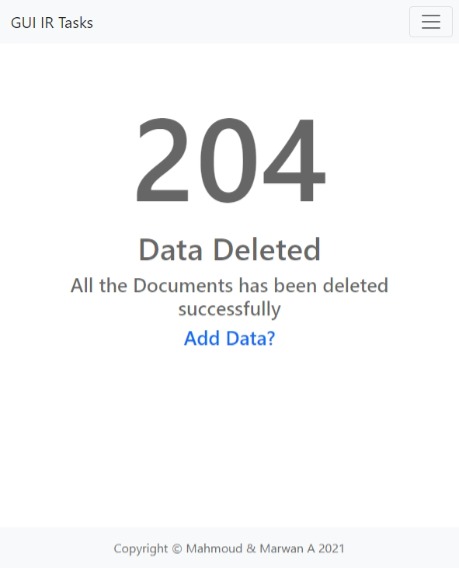 GUI IR Tasks
204
Data Deleted
All the Documents has been deleted
successfully
Add Data?
Copyright © Mahmoud & Marwan A 2021